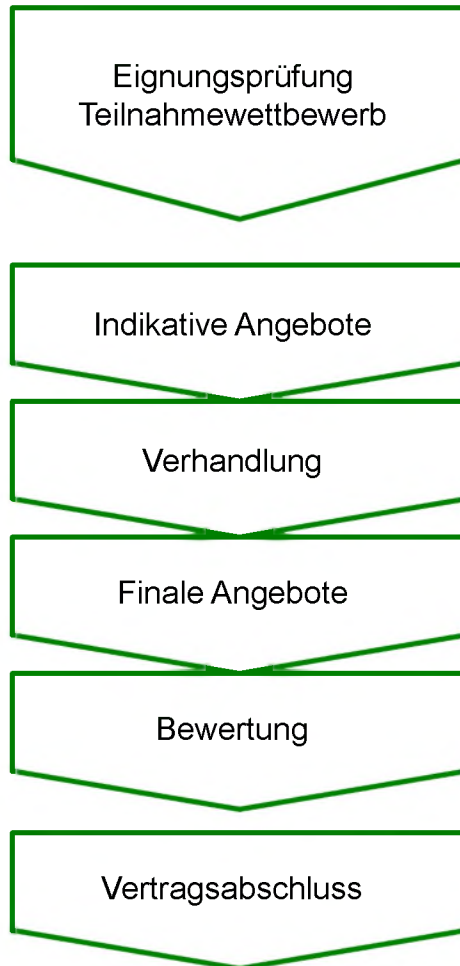 Eignungsprüfung
Teilnahmewettbewerb
Indikative Angebote
Verhandlung
Finale Angebote
Bewertung
Vertragsabschluss